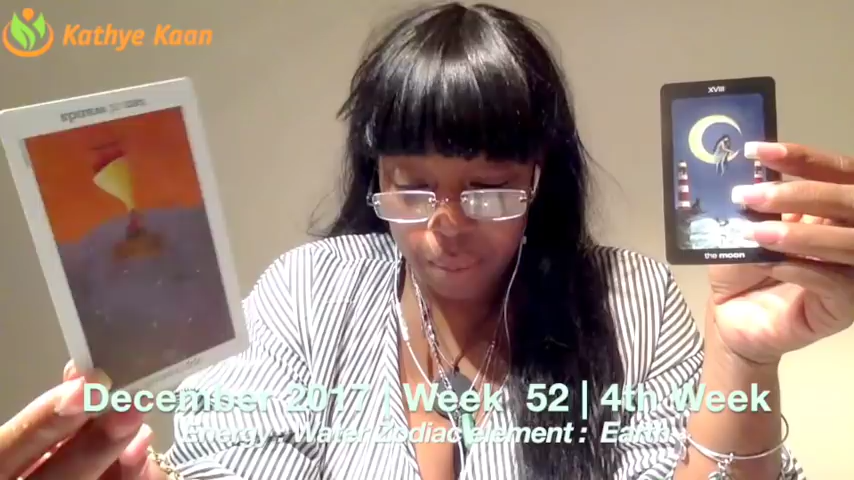 Kathye Kaan
XVIII
the moon
December 2017 | Week 52 | 4th Week
Energy : Water Zodiac element : Earth